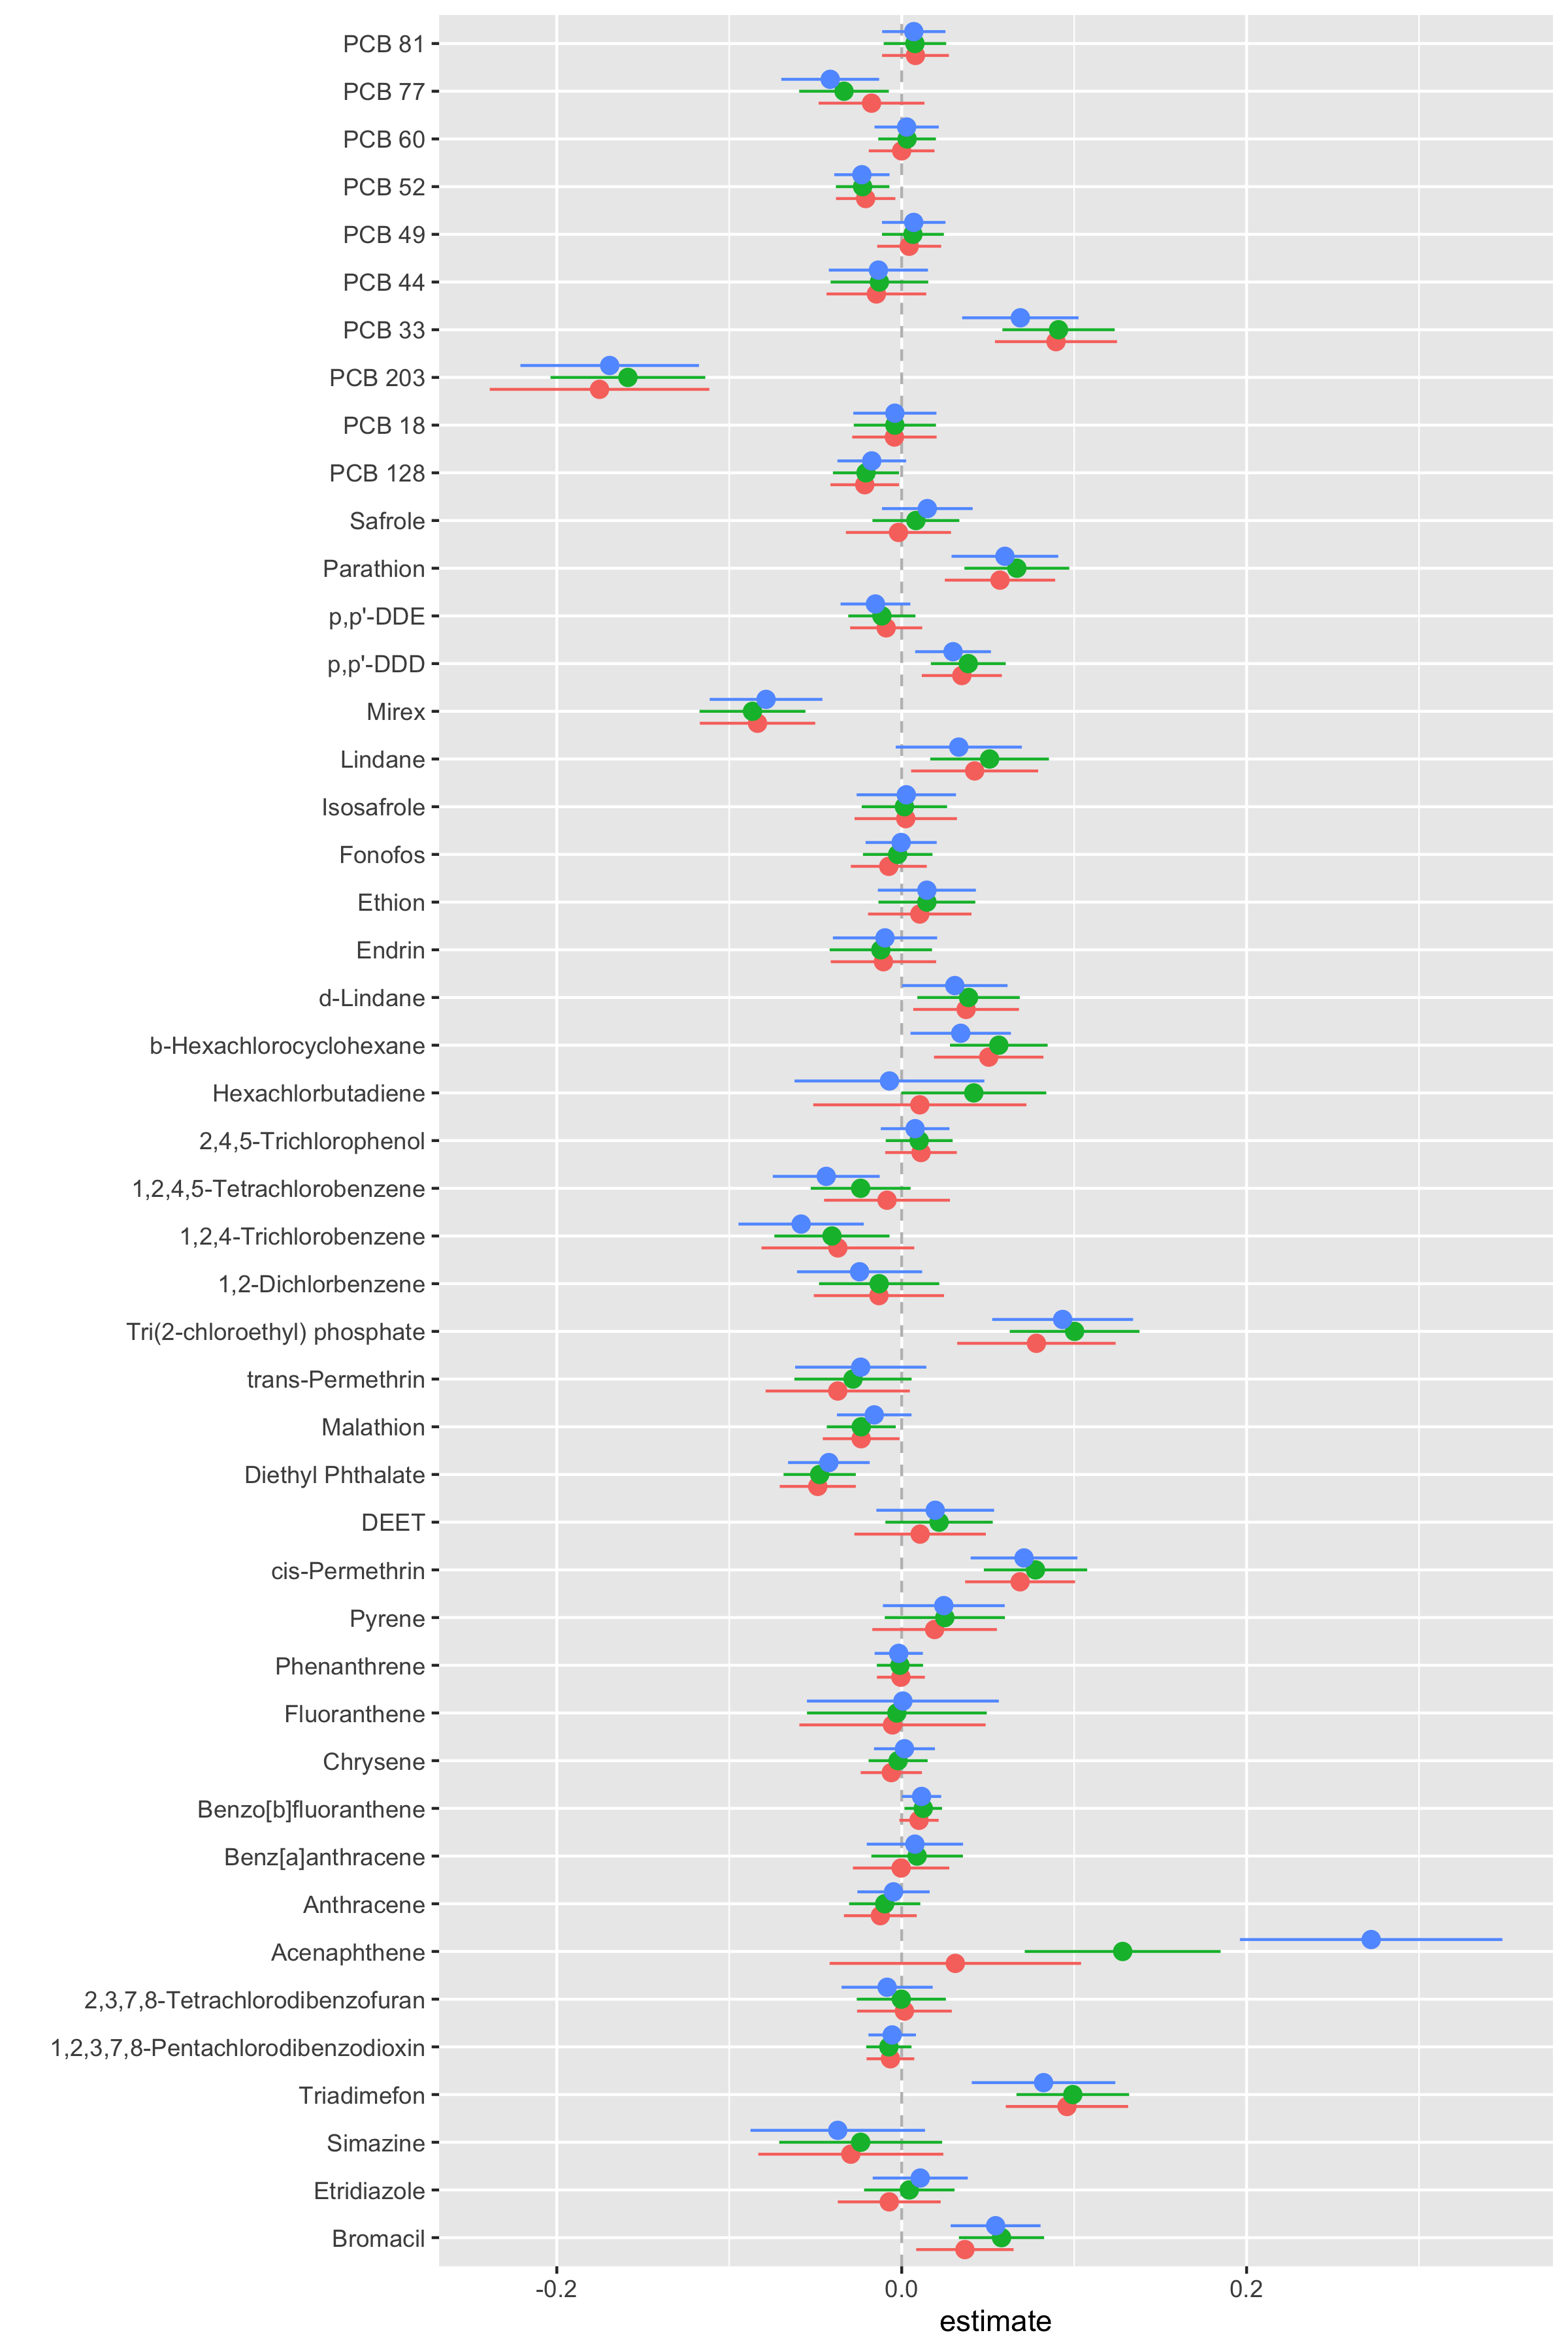 PCB 81
PCB 77
PCB 60
PCB 52
PCB 49
PCB 44
PCB 33
PCB 203
PCB 18
PCB 128
Safrole
Parathion
p,p'-DDE
p,p'-DDD
Mirex
Lindane
Isosafrole
Fonofos
Ethion
Endrin
d-Lindane
b-Hexachlorocyclohexane
Hexachlorbutadiene
2,4,5-Trichlorophenol
1,2,4,5-Tetrachlorobenzene
1,2,4-Trichlorobenzene
1,2-Dichlorbenzene
Tri(2-chloroethyl) phosphate
trans-Permethrin
Malathion
Diethyl Phthalate
DEET
cis-Permethrin
Pyrene
Phenanthrene
Fluoranthene
Chrysene
Benzo[b]fluoranthene
Benz[a]anthracene
Anthracene
Acenaphthene
2,3,7,8-Tetrachlorodibenzofuran
1,2,3,7,8-Pentachlorodibenzodioxin
Triadimefon
Simazine
Etridiazole
Bromacil
-0.2 0.0 0.2
estimate